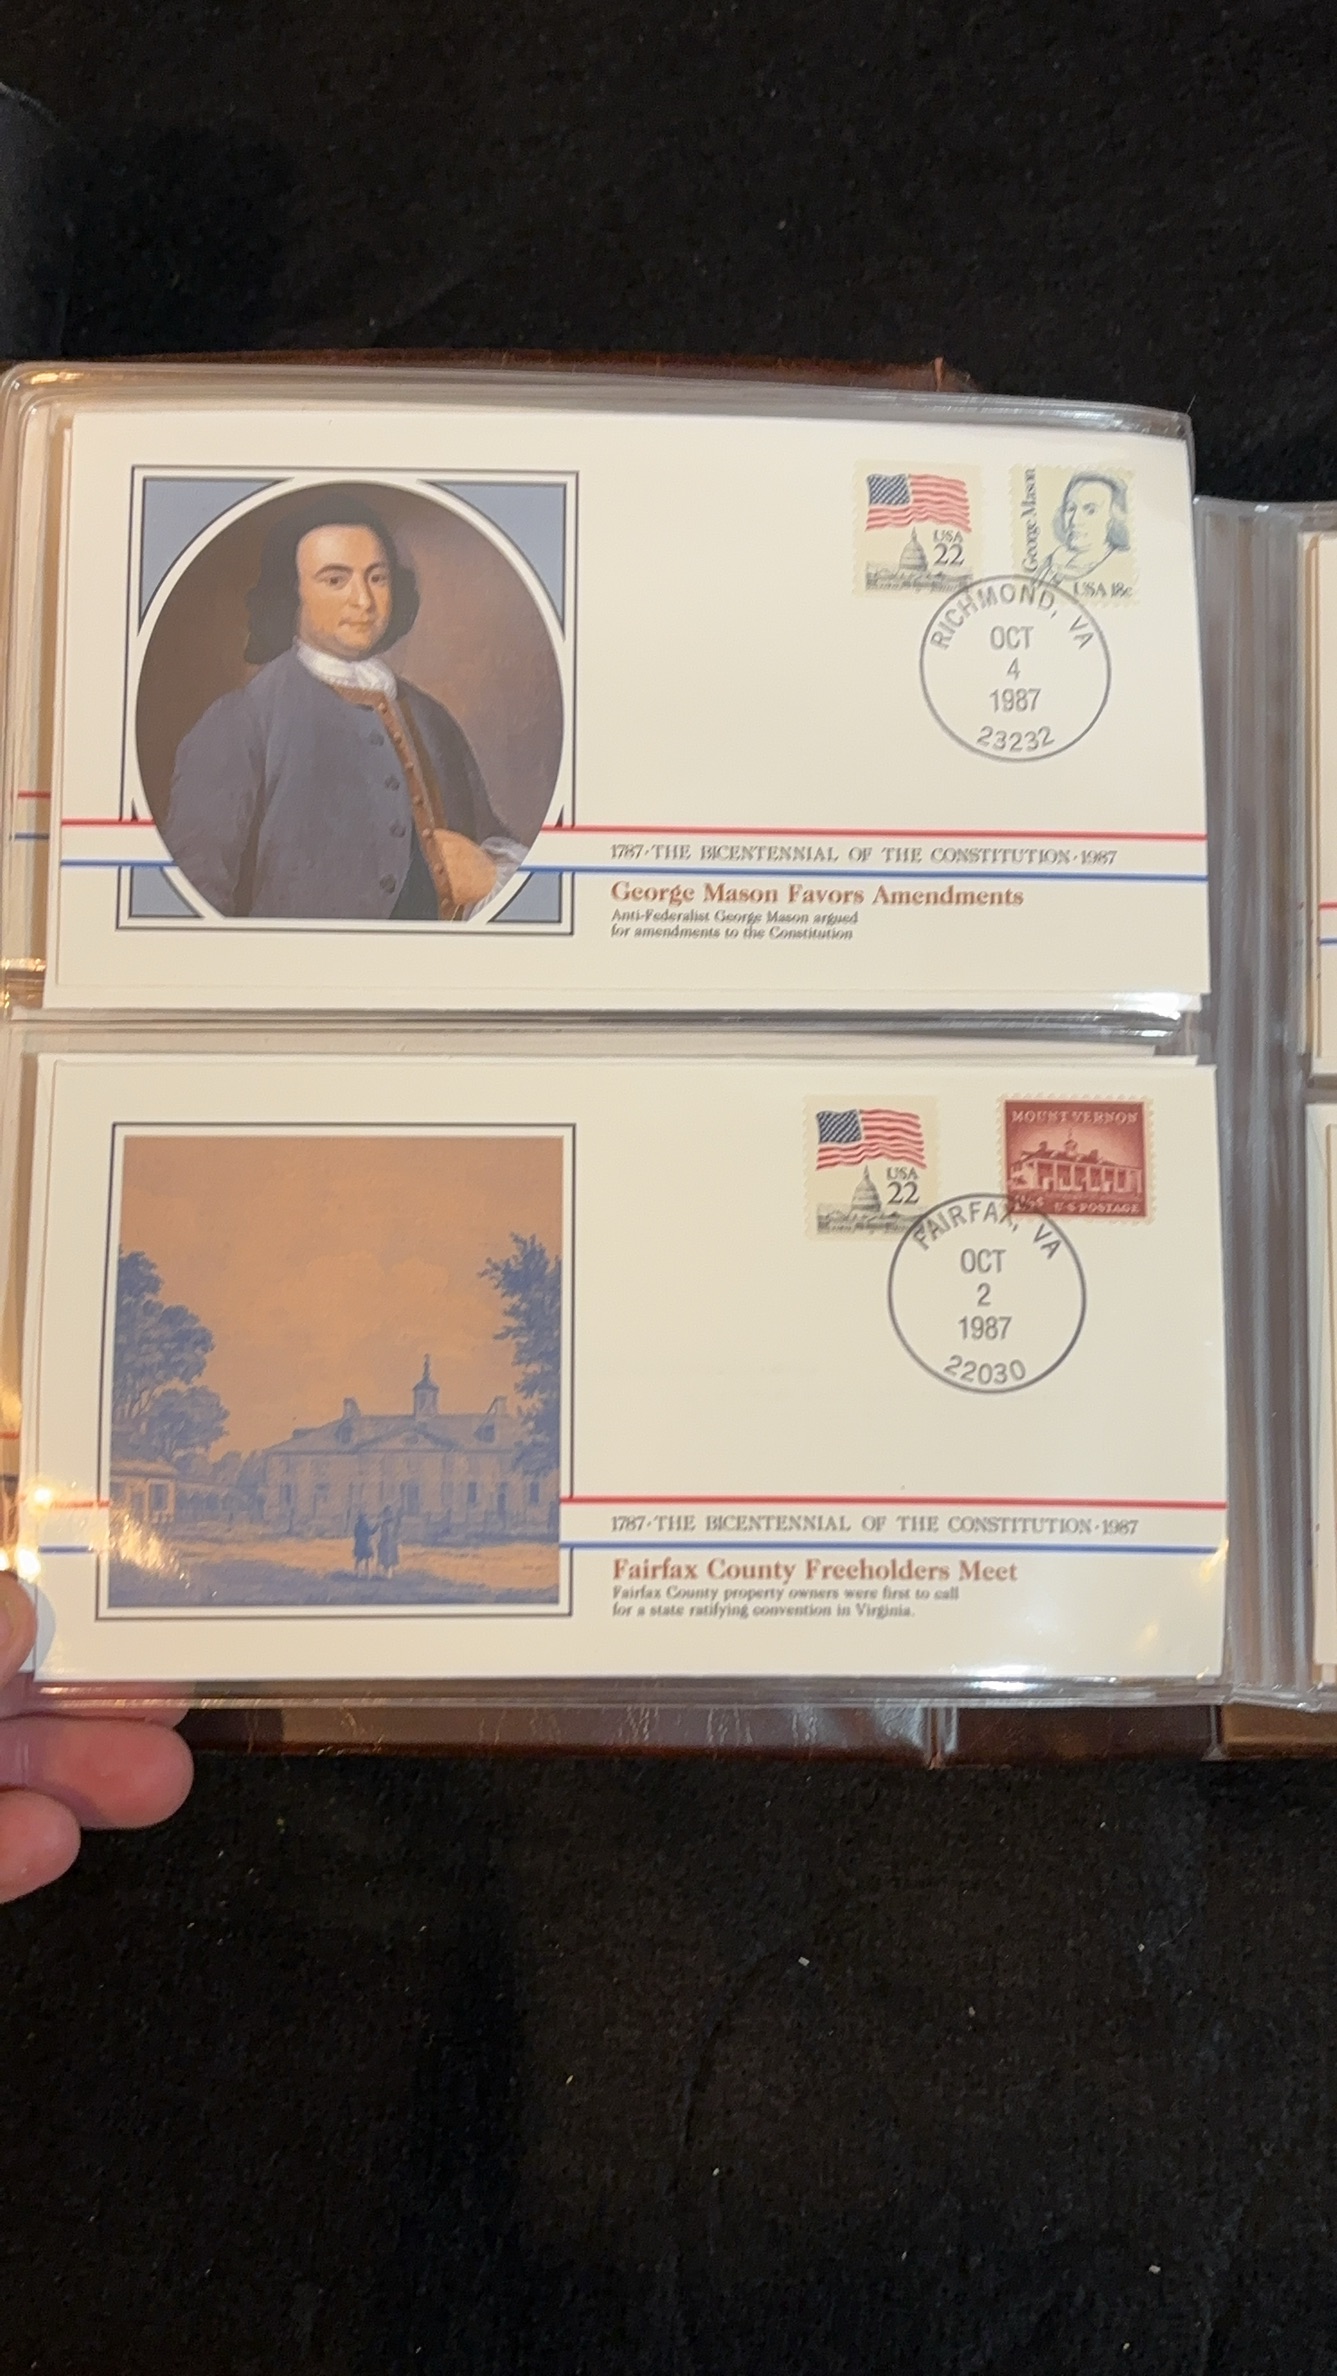 USA
22
George Mason
USA 18c
RICHMOND, VA
OCT
4
1987
23232
1787·THE BICENTENNIAL OF THE CONSTITUTION·1987
George Mason Favors Amendments
Anti-Federalist George Mason argued
for amendments to the Constitution
USA
22
MOUNT VERNON
U·S·POSTAGE
FAIRFAX, VA
OCT
2
1987
22030
1787·THE BICENTENNIAL OF THE CONSTITUTION·1987
Fairfax County Freeholders Meet
Fairfax County property owners were first to call
for a state ratifying convention in Virginia.